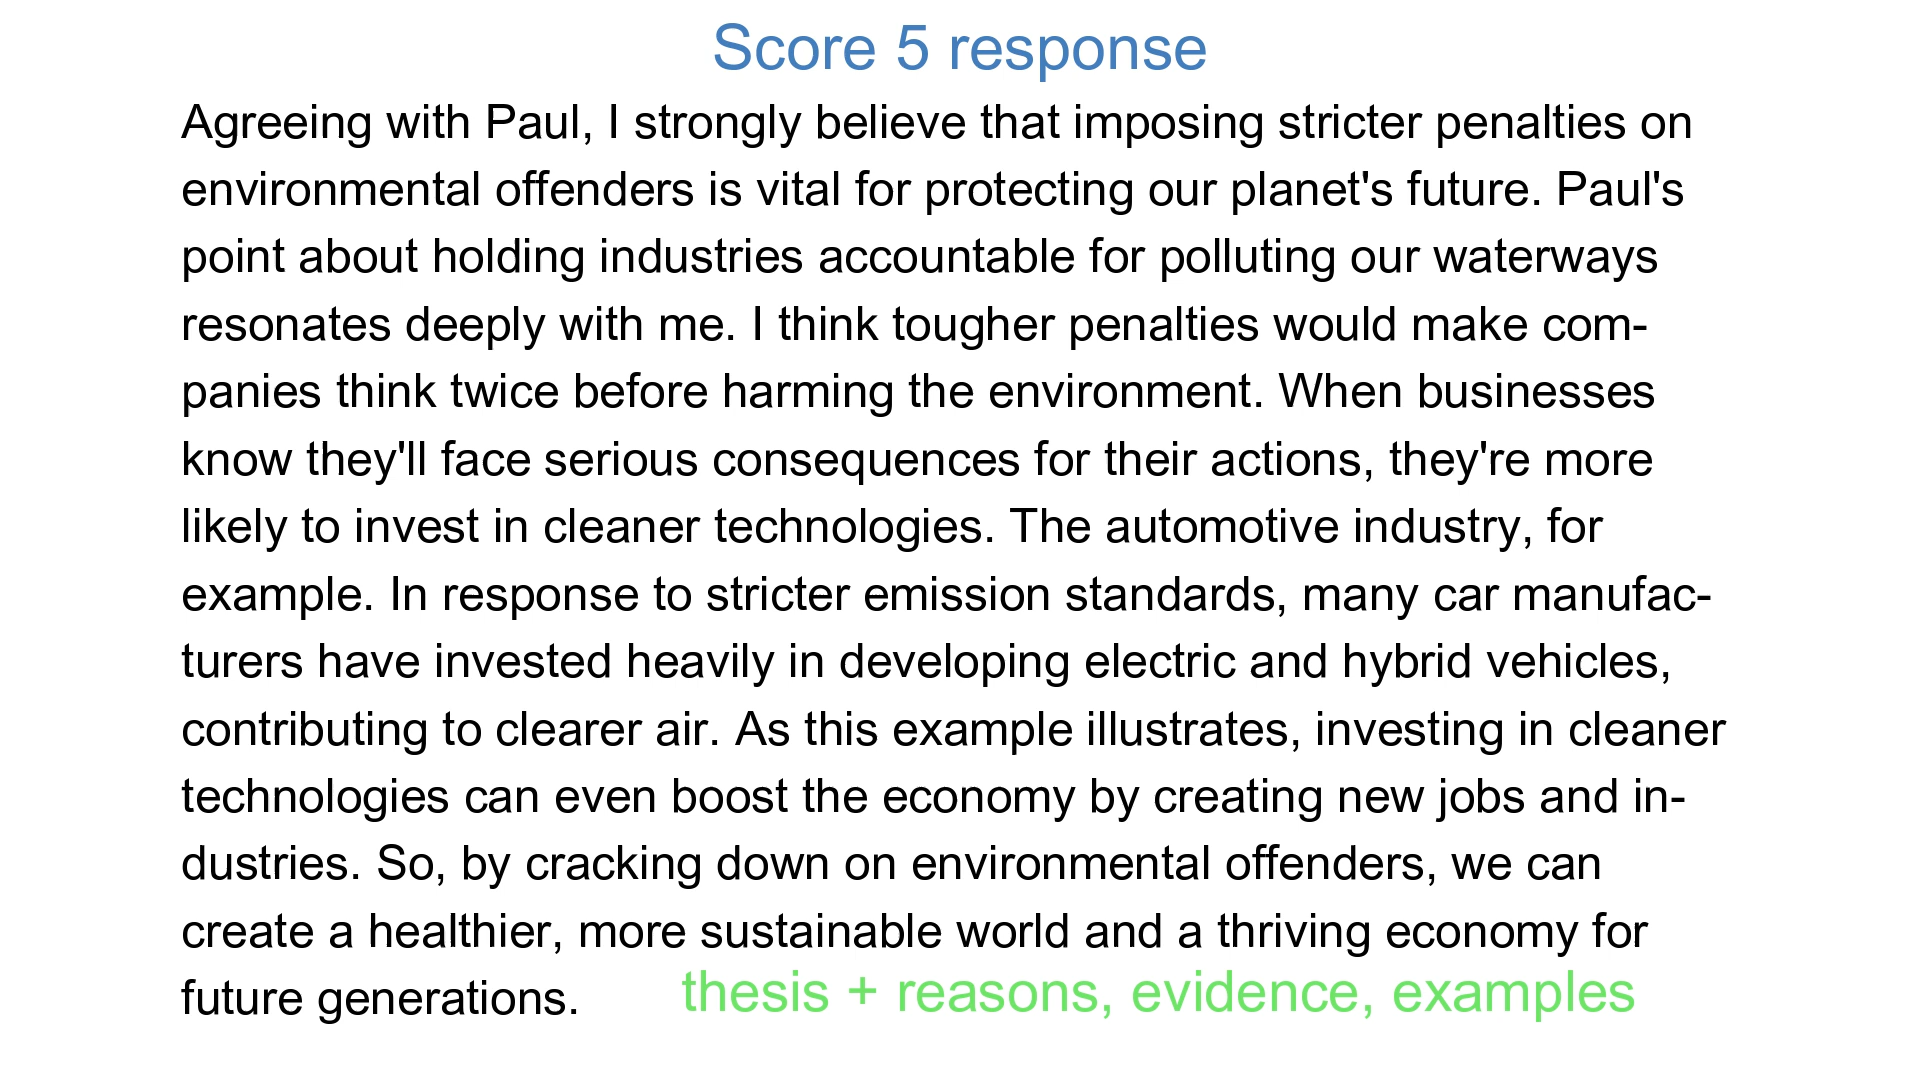 Score 5 response
Agreeing with Paul, I strongly believe that imposing stricter penalties on
environmental offenders is vital for protecting our planet's future. Paul's
point about holding industries accountable for polluting our waterways
resonates deeply with me. I think tougher penalties would make com-
panies think twice before harming the environment. When businesses
know they'll face serious consequences for their actions, they're more
likely to invest in cleaner technologies. The automotive industry, for
example. In response to stricter emission standards, many car manufac-
turers have invested heavily in developing electric and hybrid vehicles,
contributing to clearer air. As this example illustrates, investing in cleaner
technologies can even boost the economy by creating new jobs and in-
dustries. So, by cracking down on environmental offenders, we can
create a healthier, more sustainable world and a thriving economy for
future generations.
thesis + reasons, evidence, examples